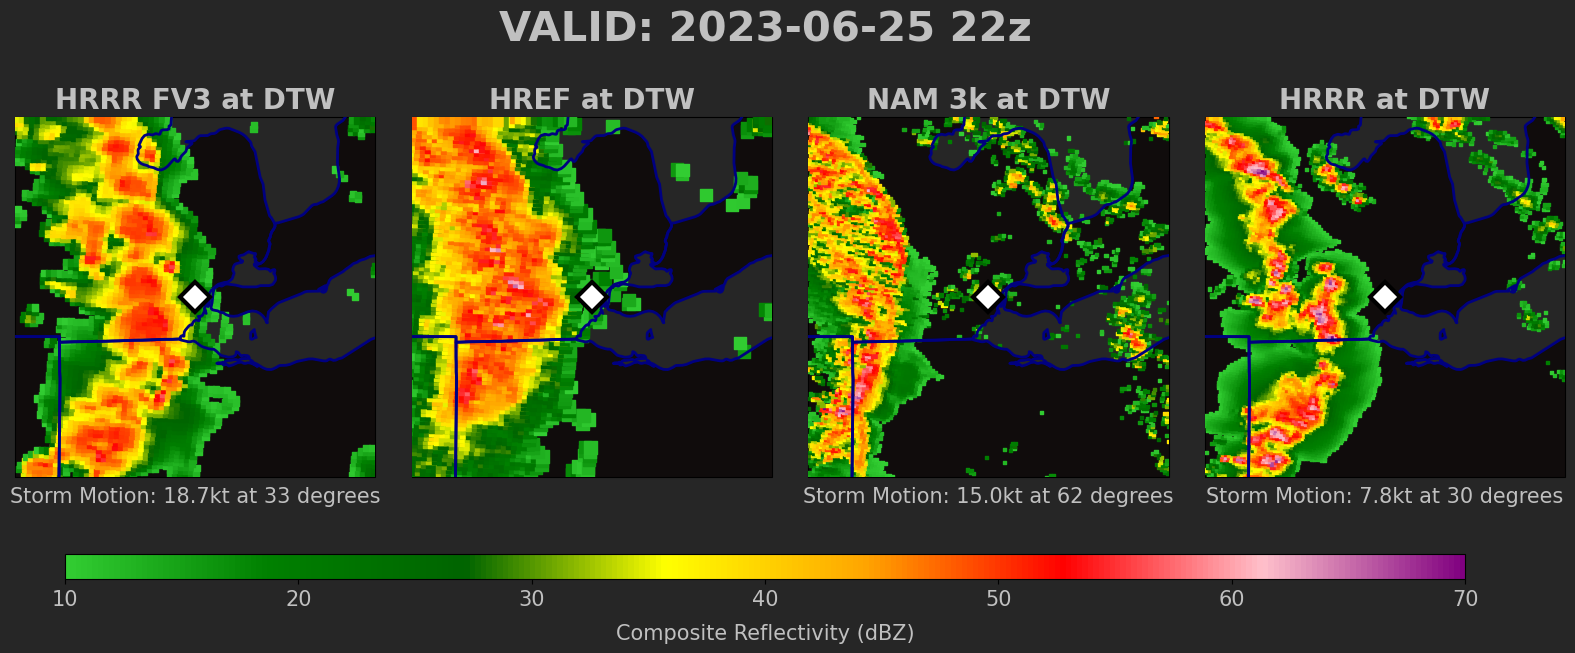 VALID: 2023-06-25 22z
HRRR FV3 at DTW
HREF at DTW
NAM 3k at DTW
HRRR at DTW
Storm Motion: 18.7kt at 33 degrees
Storm Motion: 15.0kt at 62 degrees
Storm Motion: 7.8kt at 30 degrees
10 20 30 40 50 60 70
Composite Reflectivity (dBZ)